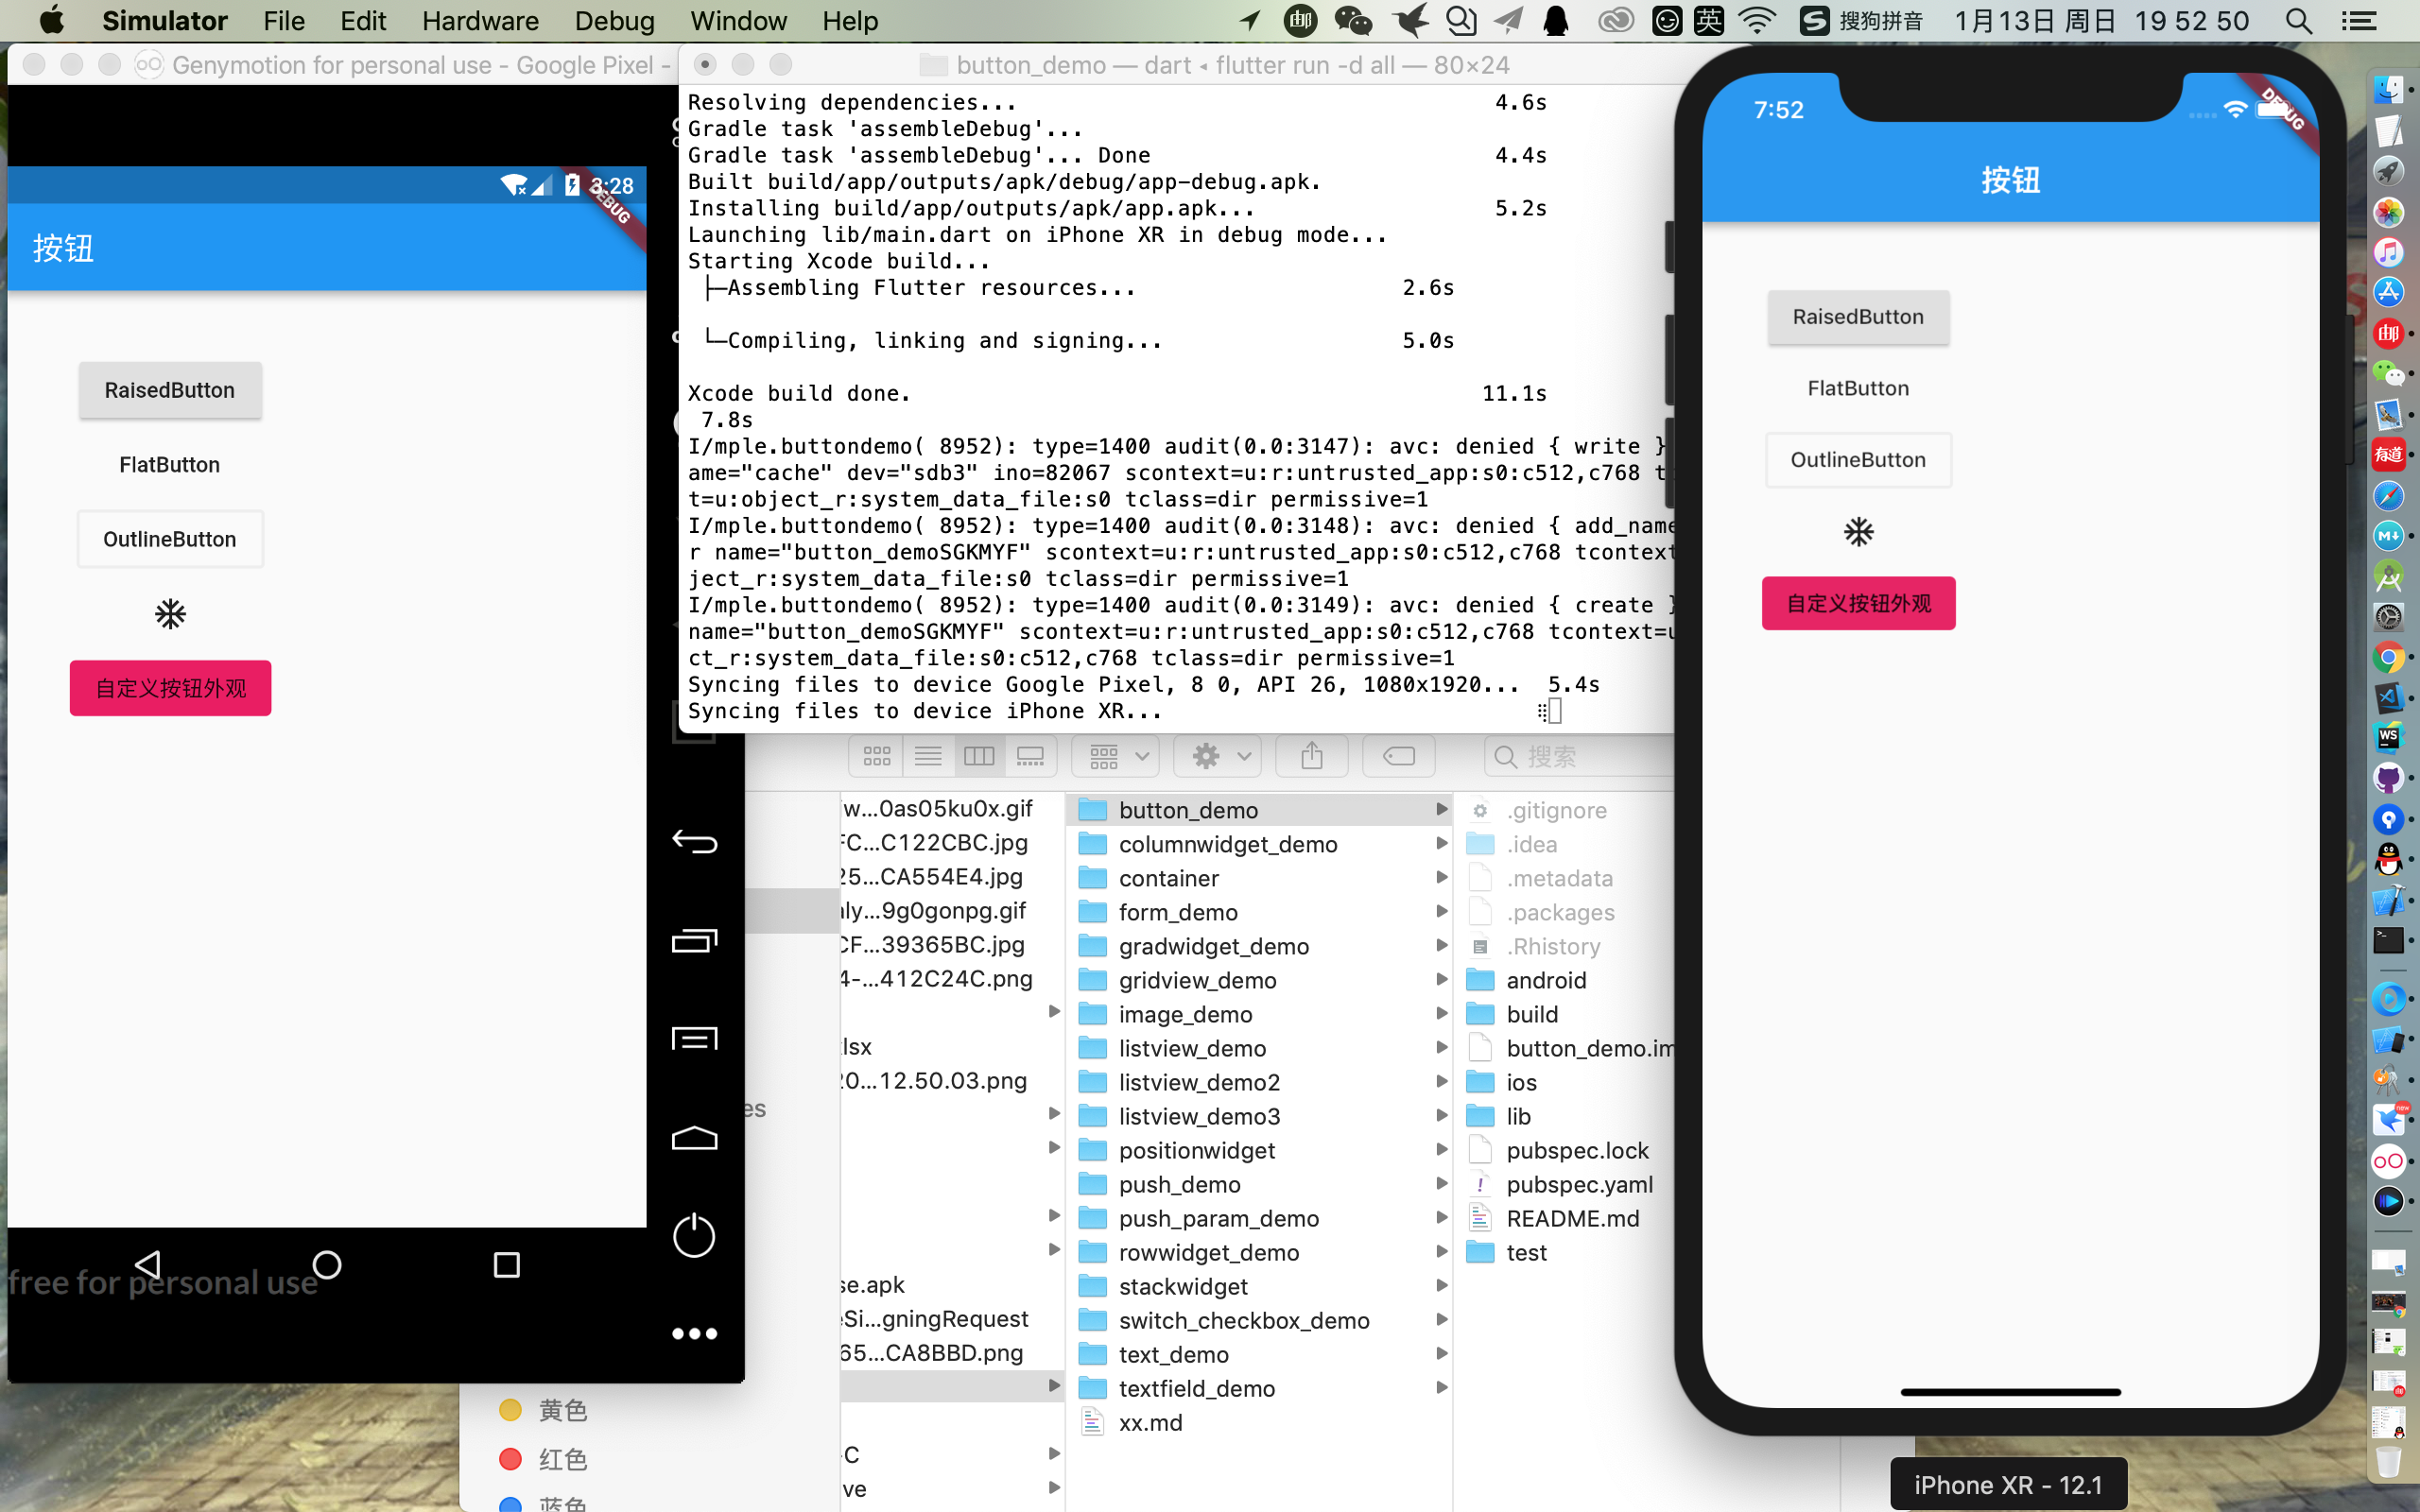 Simulator File Edit Hardware Debug Window Help
邮 英 S 搜狗拼音 1月13日 周日 19 52 50
Genymotion for personal use - Google Pixel -
3:28
DEBUG
按钮
RaisedButton
FlatButton
OutlineButton
自定义按钮外观
free for personal use
button_demo — dart ◂ flutter run -d all — 80×24
Resolving dependencies... 4.6s
Gradle task 'assembleDebug'...
Gradle task 'assembleDebug'... Done 4.4s
Built build/app/outputs/apk/debug/app-debug.apk.
Installing build/app/outputs/apk/app.apk... 5.2s
Launching lib/main.dart on iPhone XR in debug mode...
Starting Xcode build...
├─Assembling Flutter resources... 2.6s
└─Compiling, linking and signing... 5.0s
Xcode build done. 11.1s
7.8s
I/mple.buttondemo( 8952): type=1400 audit(0.0:3147): avc: denied { write }
ame="cache" dev="sdb3" ino=82067 scontext=u:r:untrusted_app:s0:c512,c768 t
t=u:object_r:system_data_file:s0 tclass=dir permissive=1
I/mple.buttondemo( 8952): type=1400 audit(0.0:3148): avc: denied { add_name
r name="button_demoSGKMYF" scontext=u:r:untrusted_app:s0:c512,c768 tcontext
ject_r:system_data_file:s0 tclass=dir permissive=1
I/mple.buttondemo( 8952): type=1400 audit(0.0:3149): avc: denied { create }
name="button_demoSGKMYF" scontext=u:r:untrusted_app:s0:c512,c768 tcontext=u
ct_r:system_data_file:s0:c512,c768 tclass=dir permissive=1
Syncing files to device Google Pixel, 8 0, API 26, 1080x1920... 5.4s
Syncing files to device iPhone XR...
搜索
w...0as05ku0x.gif
FC...C122CBC.jpg
25...CA554E4.jpg
ly...9g0gonpg.gif
CF...39365BC.jpg
4-...412C24C.png
lsx
20...12.50.03.png
es
se.apk
Si...gningRequest
65...CA8BBD.png
C
ve
黄色
红色
蓝色
button_demo
columnwidget_demo
container
form_demo
gradwidget_demo
gridview_demo
image_demo
listview_demo
listview_demo2
listview_demo3
positionwidget
push_demo
push_param_demo
rowwidget_demo
stackwidget
switch_checkbox_demo
text_demo
textfield_demo
xx.md
.gitignore
.idea
.metadata
.packages
.Rhistory
android
build
button_demo.im
ios
lib
pubspec.lock
pubspec.yaml
README.md
test
7:52
DEBUG
按钮
RaisedButton
FlatButton
OutlineButton
自定义按钮外观
iPhone XR - 12.1
邮
有道
M
WS
new